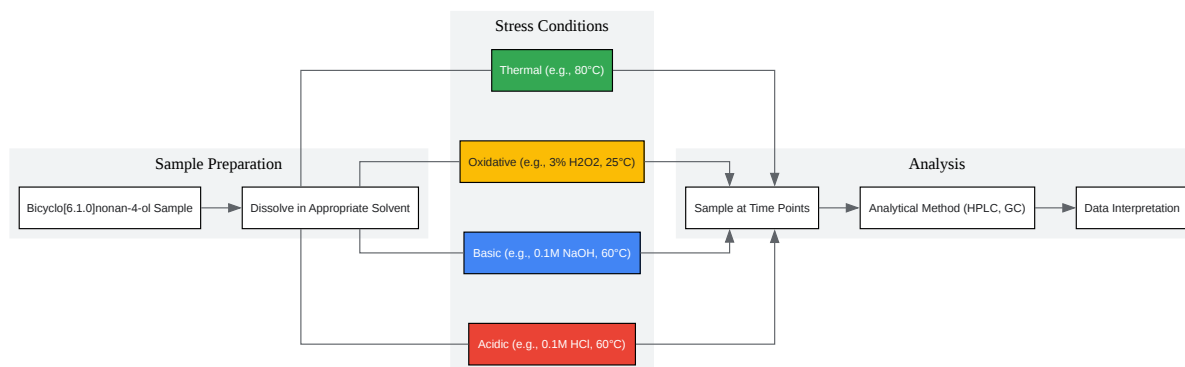 Stress Conditions
Thermal (e.g., 80°C)
Oxidative (e.g., 3% H2O2, 25°C)
Basic (e.g., 0.1M NaOH, 60°C)
Acidic (e.g., 0.1M HCl, 60°C)
Sample Preparation
Bicyclo[6.1.0]nonan-4-ol Sample
Dissolve in Appropriate Solvent
Analysis
Sample at Time Points
Analytical Method (HPLC, GC)
Data Interpretation